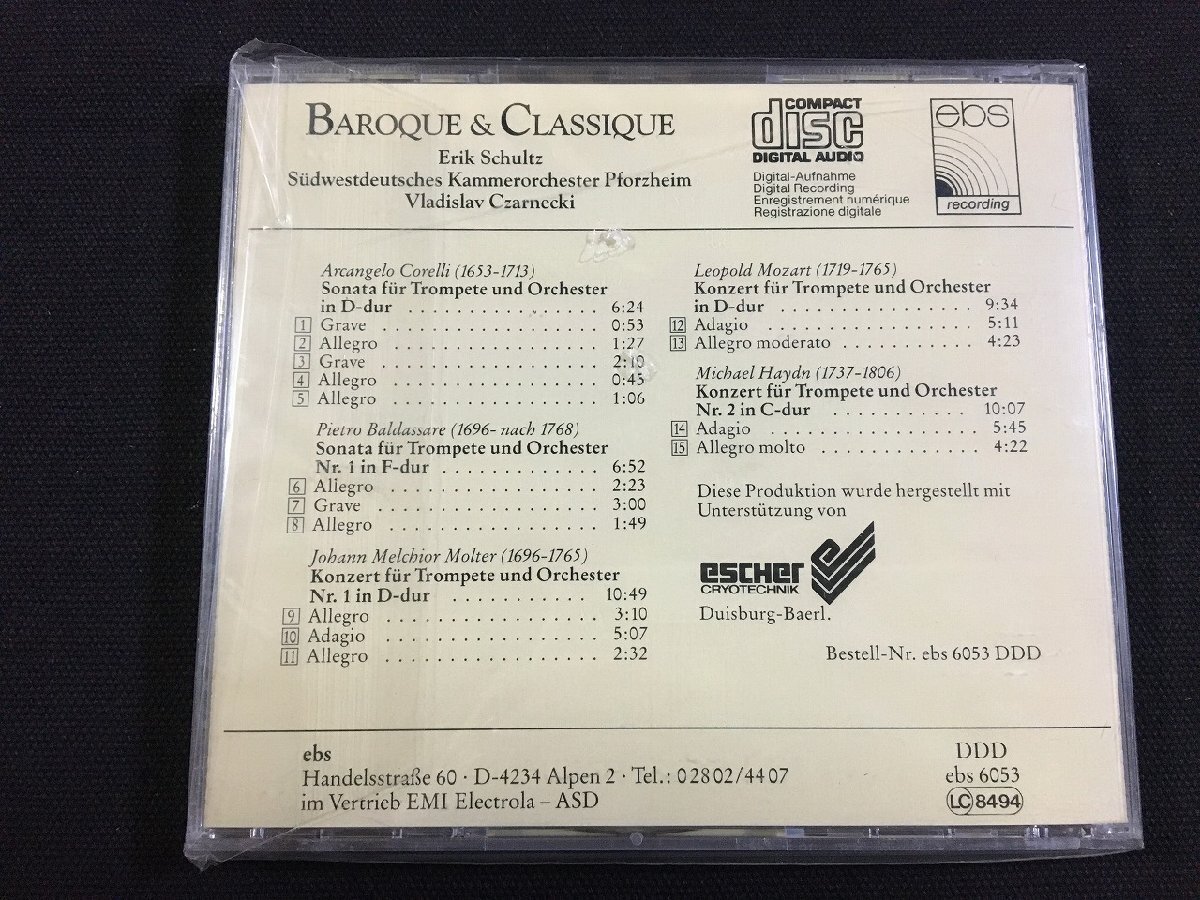 BAROQUE & CLASSIQUE
Erik Schultz
Südwestdeutsches Kammerorchester Pforzheim
Vladislav Czarnecki
COMPACT
disc
DIGITAL AUDIO
Digital-Aufnahme
Digital Recording
Enregistrement numérique
Registrazione digitale
ebs
recording
Arcangelo Corelli (1653-1713)
Sonata für Trompete und Orchester
in D-dur . . . . . . . . . . . . . . . . 6:24
1 Grave . . . . . . . . . . . . . . . . . . 0:53
2 Allegro . . . . . . . . . . . . . . . . . 1:27
3 Grave . . . . . . . . . . . . . . . . . . 2:10
4 Allegro . . . . . . . . . . . . . . . . . 0:45
5 Allegro . . . . . . . . . . . . . . . . . 1:06
Pietro Baldassare (1696- nach 1768)
Sonata für Trompete und Orchester
Nr. 1 in F-dur . . . . . . . . . . . . . 6:52
6 Allegro . . . . . . . . . . . . . . . . . 2:23
7 Grave . . . . . . . . . . . . . . . . . . 3:00
8 Allegro . . . . . . . . . . . . . . . . . 1:49
Johann Melchior Molter (1696-1765)
Konzert für Trompete und Orchester
Nr. 1 in D-dur . . . . . . . . . . . 10:49
9 Allegro . . . . . . . . . . . . . . . . . 3:10
10 Adagio . . . . . . . . . . . . . . . . . 5:07
11 Allegro . . . . . . . . . . . . . . . . . 2:32
Leopold Mozart (1719-1765)
Konzert für Trompete und Orchester
in D-dur . . . . . . . . . . . . . . . . 9:34
12 Adagio . . . . . . . . . . . . . . . . . 5:11
13 Allegro moderato . . . . . . . . . . . 4:23
Michael Haydn (1737-1806)
Konzert für Trompete und Orchester
Nr. 2 in C-dur . . . . . . . . . . . 10:07
14 Adagio . . . . . . . . . . . . . . . . . 5:45
15 Allegro molto . . . . . . . . . . . . . 4:22
Diese Produktion wurde hergestellt mit
Unterstützung von
escher
CRYOTECHNIK
Duisburg-Baerl.
Bestell-Nr. ebs 6053 DDD
ebs
Handelsstraße 60 · D-4234 Alpen 2 · Tel.: 02802/4407
im Vertrieb EMI Electrola – ASD
DDD
ebs 6053
LC 8494